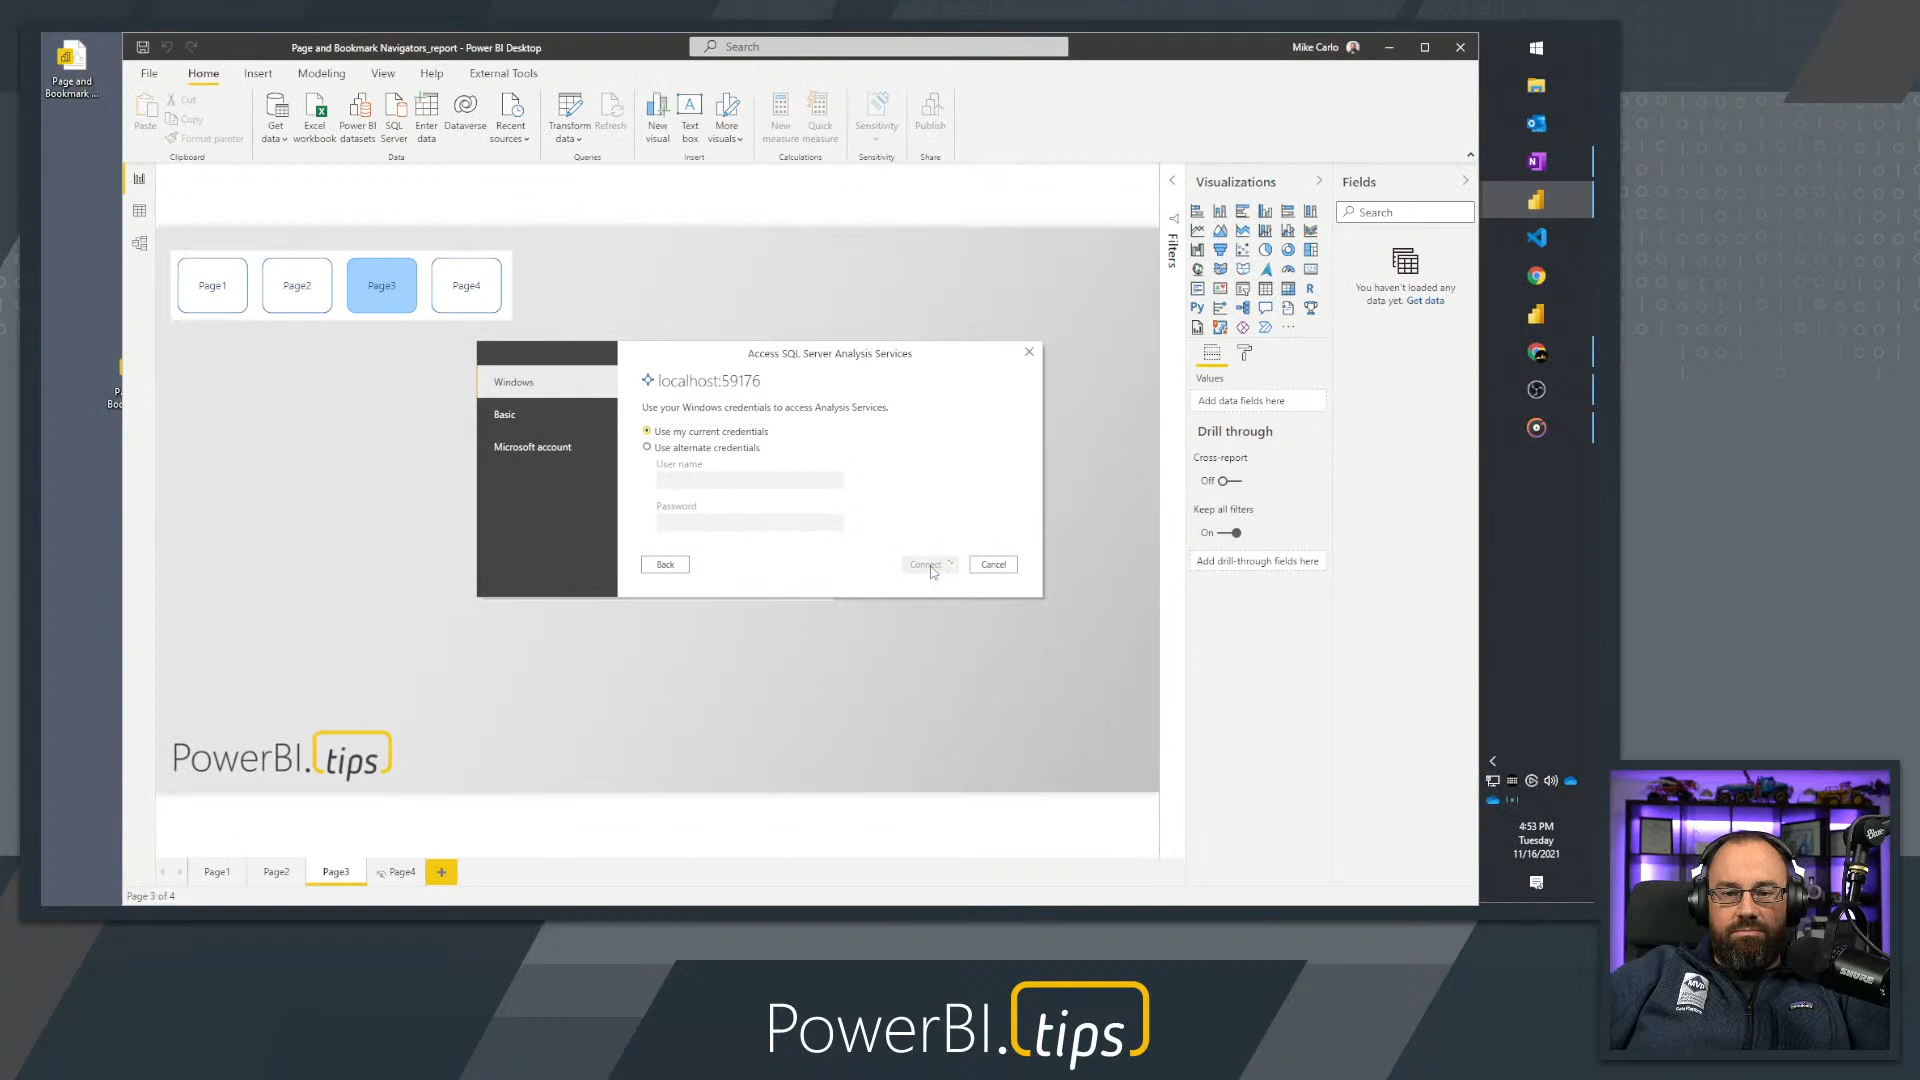 Page and
Bookmark ...
Page and Bookmark Navigators_report - Power BI Desktop
Search
Mike Carlo
File
Home
Insert
Modeling
View
Help
External Tools
Paste
Cut
Copy
Format painter
Clipboard
Get
data
Excel
workbook
Power BI
datasets
SQL
Server
Enter
data
Dataverse
Recent
sources
Data
Transform
data
Refresh
Queries
New
visual
Text
box
More
visuals
Insert
New
measure
Quick
measure
Calculations
Sensitivity
Sensitivity
Publish
Share
Page1
Page2
Page3
Page4
Access SQL Server Analysis Services
Windows
Basic
Microsoft account
localhost:59176
Use your Windows credentials to access Analysis Services.
Use my current credentials
Use alternate credentials
User name
Password
Back
Connect
Cancel
PowerBI.tips
Filters
Visualizations
R
Py
Values
Add data fields here
Drill through
Cross-report
Off
Keep all filters
On
Add drill-through fields here
Fields
Search
You haven't loaded any
data yet. Get data
Page1
Page2
Page3
Page4
Page 3 of 4
4:53 PM
Tuesday
11/16/2021
Blue
SHURE
MVP
PowerBI.tips